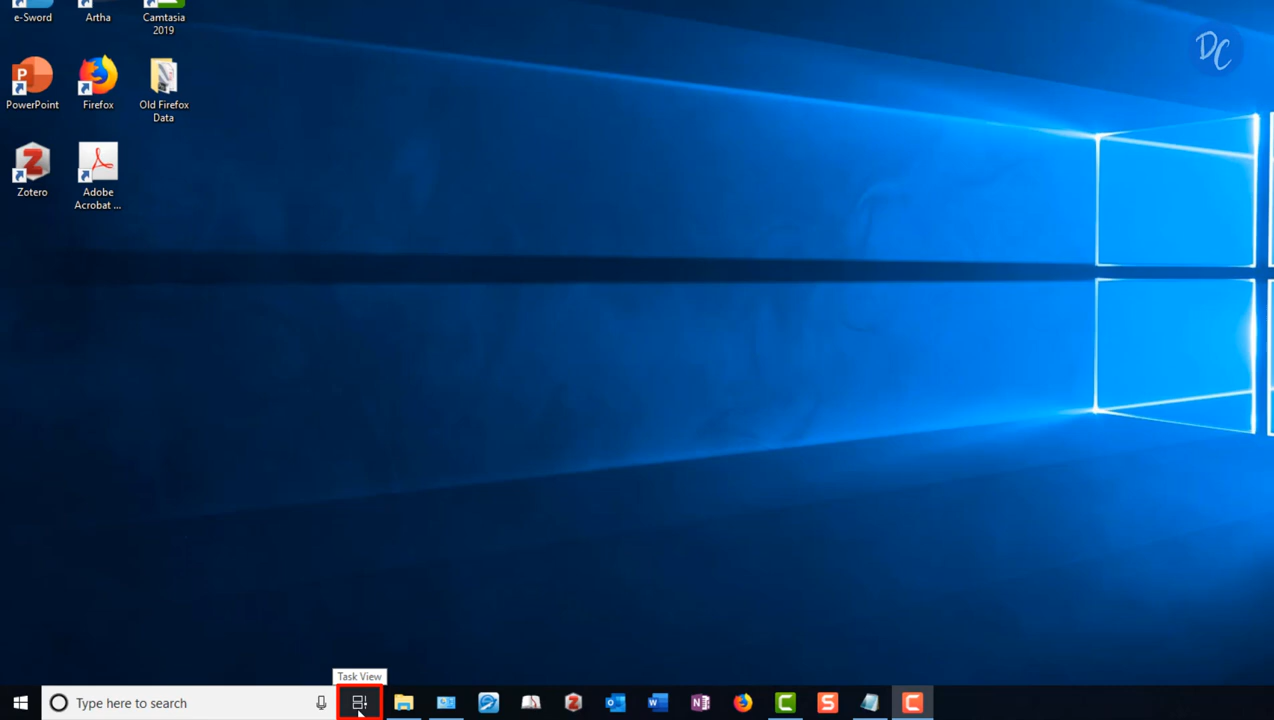 e-Sword
Artha
Camtasia
2019
DC
PowerPoint
Firefox
Old Firefox
Data
Zotero
Adobe
Acrobat ...
Task View
Type here to search